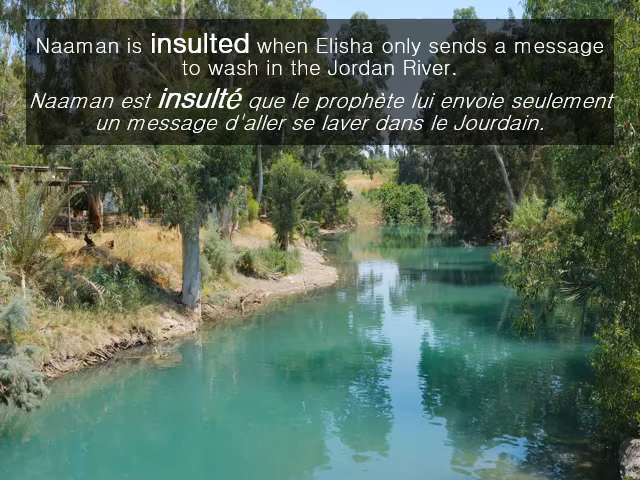 Naaman is insulted when Elisha only sends a message
to wash in the Jordan River.
Naaman est insulté que le prophète lui envoie seulement
un message d'aller se laver dans le Jourdain.